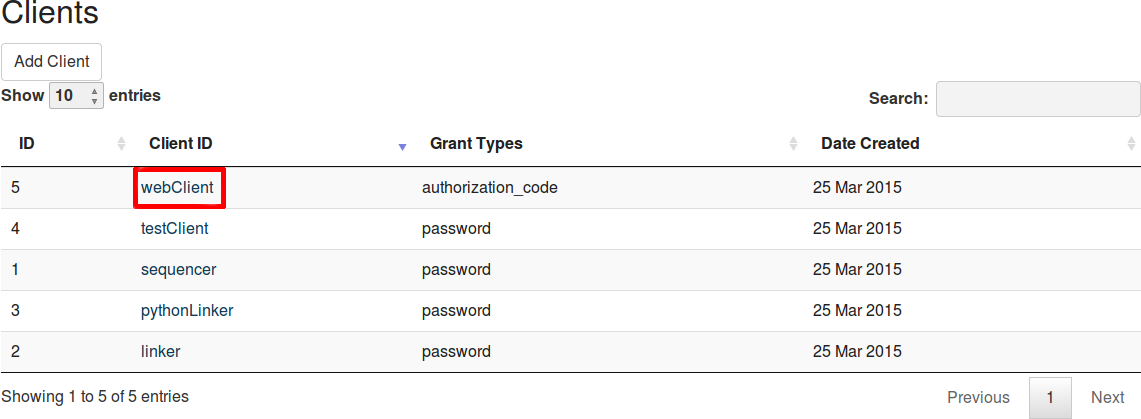 Clients
Add Client
Show 10 entries Search:
ID Client ID Grant Types Date Created
5 webClient authorization_code 25 Mar 2015
4 testClient password 25 Mar 2015
1 sequencer password 25 Mar 2015
3 pythonLinker password 25 Mar 2015
2 linker password 25 Mar 2015
Showing 1 to 5 of 5 entries Previous 1 Next